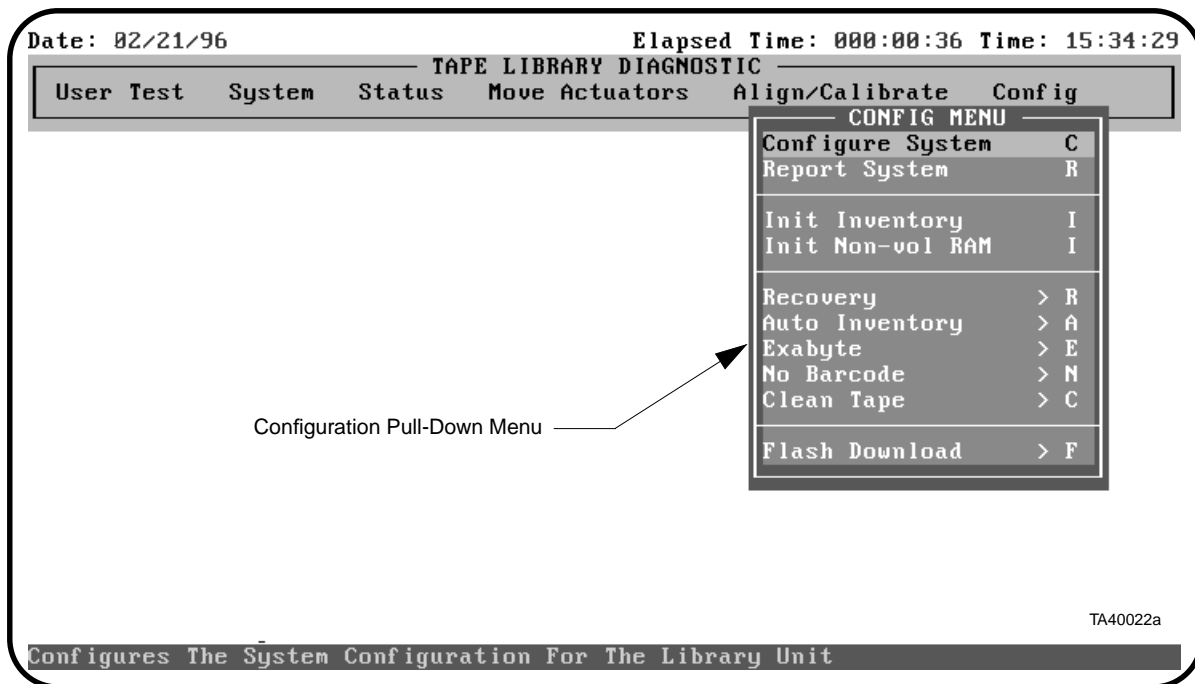 Date: 02/21/96 Elapsed Time: 000:00:36 Time: 15:34:29
TAPE LIBRARY DIAGNOSTIC
User Test System Status Move Actuators Align/Calibrate Config
CONFIG MENU
Configure System C
Report System R
Init Inventory I
Init Non-vol RAM I
Recovery > R
Auto Inventory > A
Exabyte > E
No Barcode > N
Clean Tape > C
Configuration Pull-Down Menu
Flash Download > F
TA40022a
Configures The System Configuration For The Library Unit